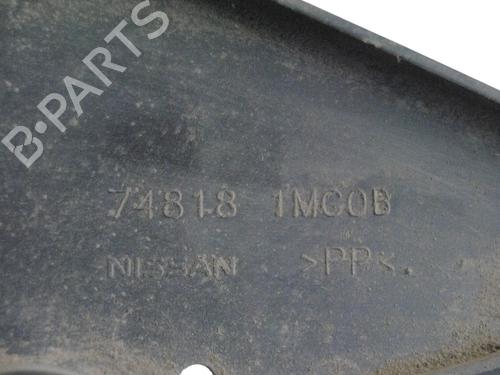 B-PARTS
74818 1MC0B
NISSAN >PP<.